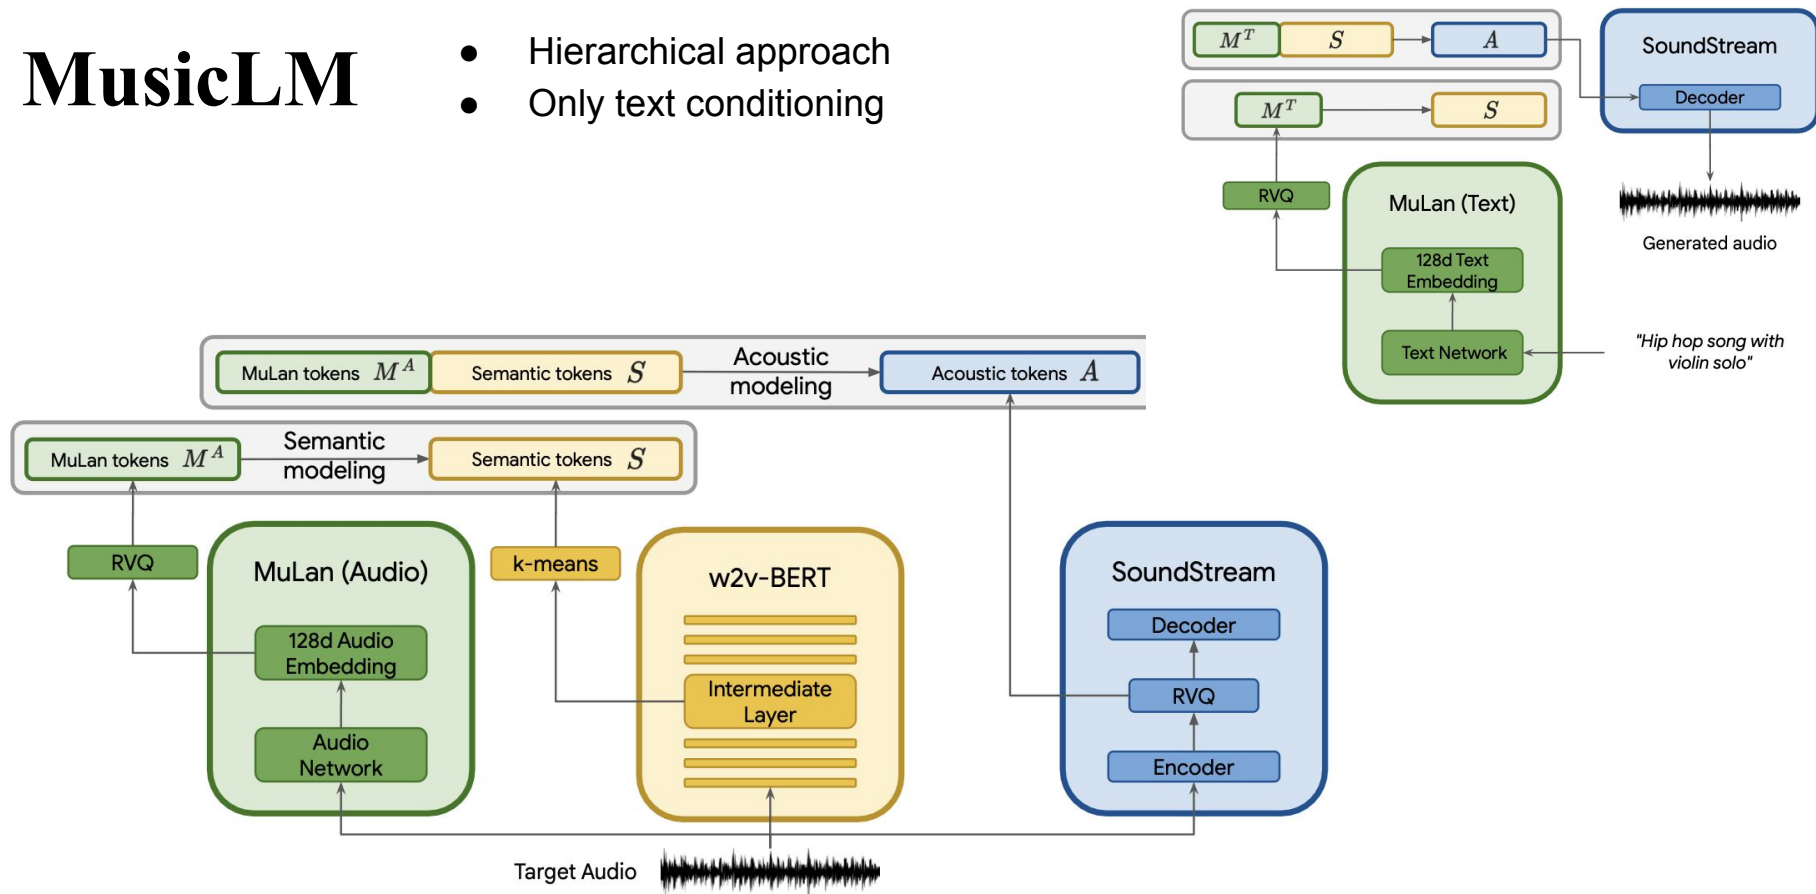 MusicLM
● Hierarchical approach
● Only text conditioning
M^T S A
SoundStream
Decoder
M^T S
RVQ
MuLan (Text)
128d Text
Embedding
Text Network
"Hip hop song with
violin solo"
Generated audio
MuLan tokens M^A Semantic tokens S
Acoustic
modeling
Acoustic tokens A
MuLan tokens M^A
Semantic
modeling
Semantic tokens S
RVQ
MuLan (Audio)
128d Audio
Embedding
Audio
Network
k-means
w2v-BERT
Intermediate
Layer
SoundStream
Decoder
RVQ
Encoder
Target Audio